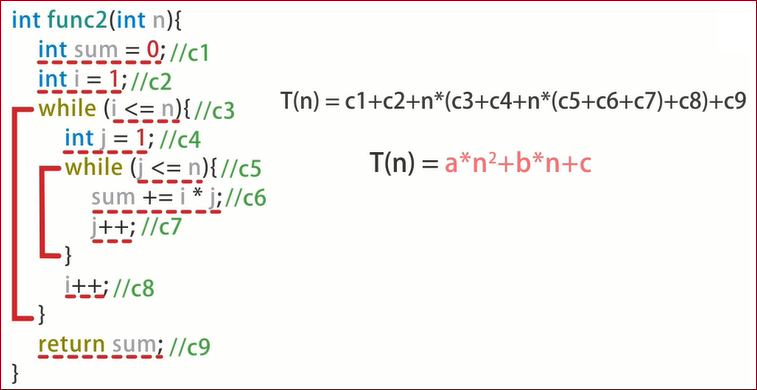 int func2(int n){
int sum = 0; //c1
int i = 1; //c2
while (i <= n){ //c3
int j = 1; //c4
while (j <= n){ //c5
sum += i * j; //c6
j++; //c7
}
i++; //c8
}
return sum; //c9
}
T(n) = c1+c2+n*(c3+c4+n*(c5+c6+c7)+c8)+c9
T(n) = a*n²+b*n+c